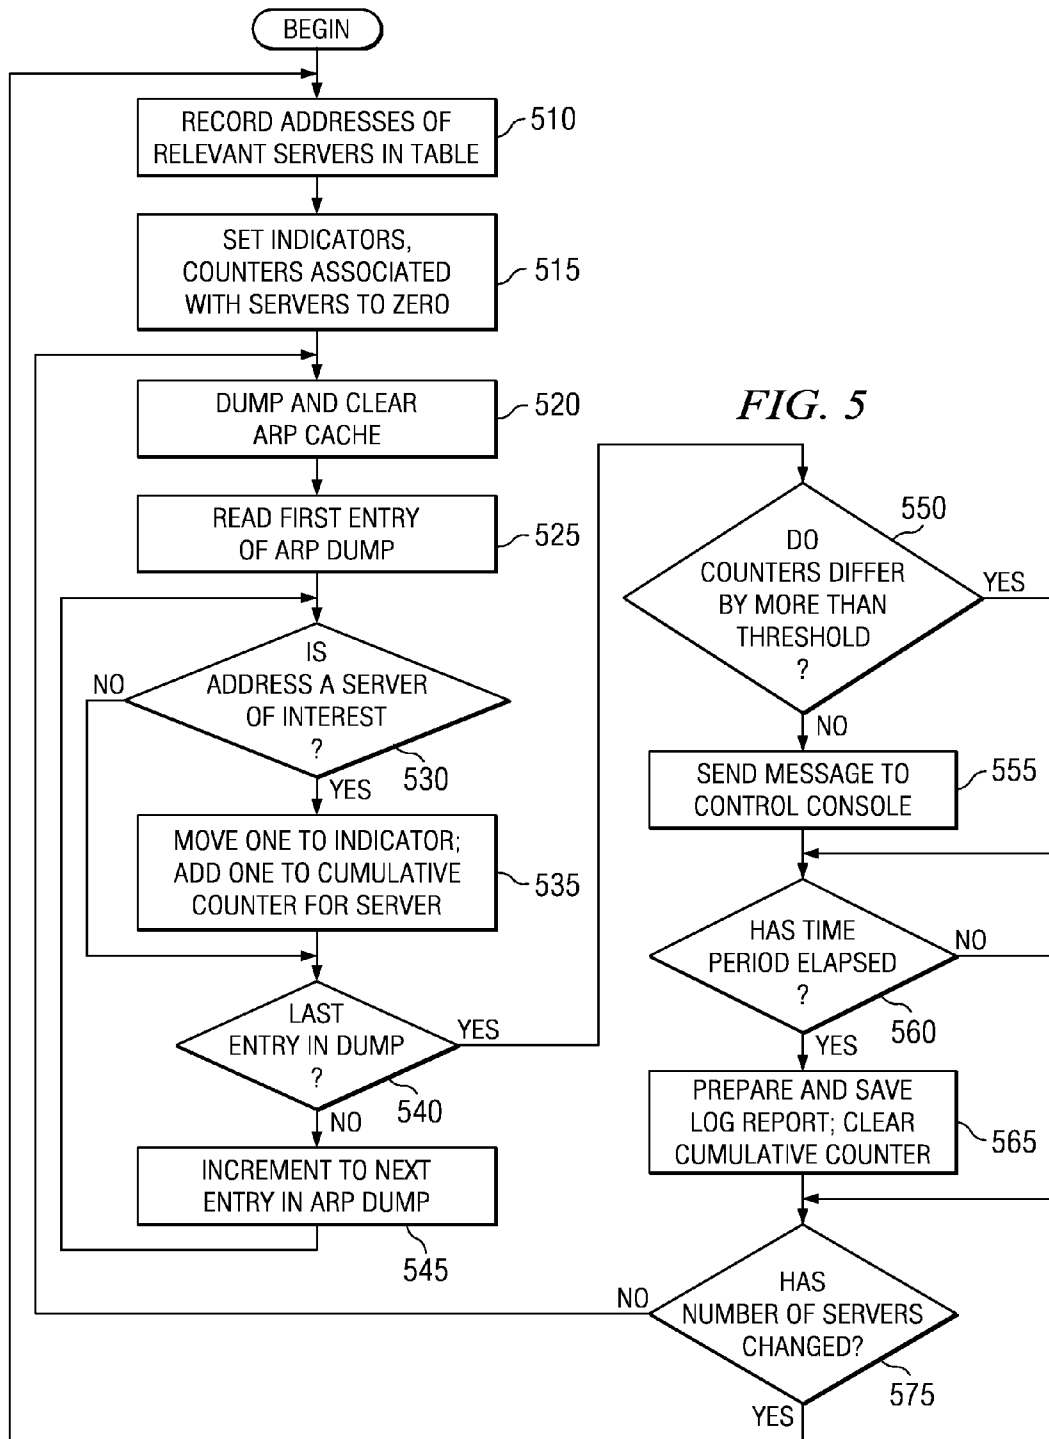 BEGIN
RECORD ADDRESSES OF
RELEVANT SERVERS IN TABLE
510
SET INDICATORS,
COUNTERS ASSOCIATED
WITH SERVERS TO ZERO
515
DUMP AND CLEAR
ARP CACHE
520
READ FIRST ENTRY
OF ARP DUMP
525
IS
ADDRESS A SERVER
OF INTEREST
?
NO
530
YES
MOVE ONE TO INDICATOR;
ADD ONE TO CUMULATIVE
COUNTER FOR SERVER
535
LAST
ENTRY IN DUMP
?
YES
540
NO
INCREMENT TO NEXT
ENTRY IN ARP DUMP
545
FIG. 5
DO
COUNTERS DIFFER
BY MORE THAN
THRESHOLD
?
550
YES
NO
SEND MESSAGE TO
CONTROL CONSOLE
555
HAS TIME
PERIOD ELAPSED
?
NO
560
YES
PREPARE AND SAVE
LOG REPORT; CLEAR
CUMULATIVE COUNTER
565
HAS
NUMBER OF SERVERS
CHANGED?
NO
575
YES